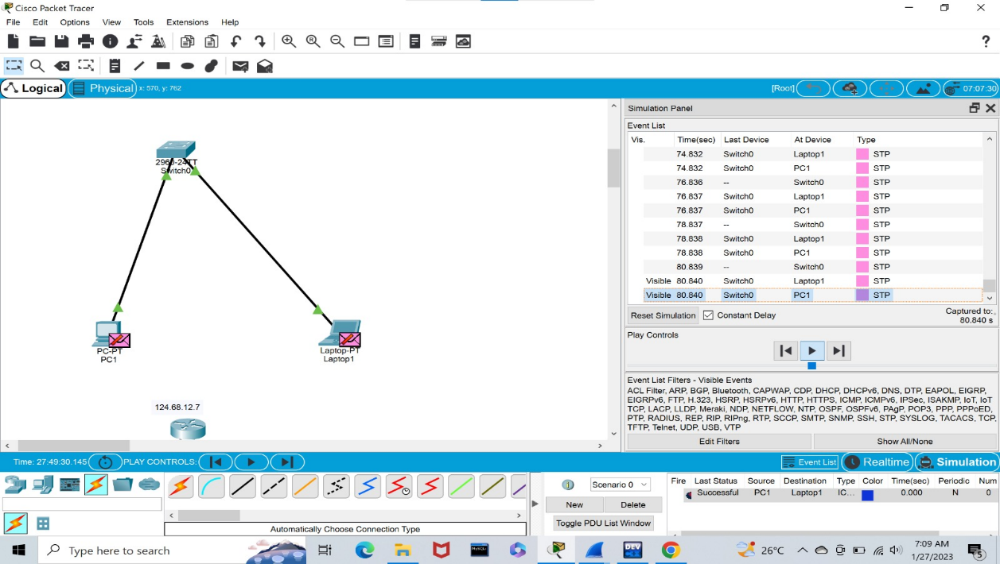 Cisco Packet Tracer
File Edit Options View Tools Extensions Help
Logical Physical x: 570, y: 762 [Root] 07:07:30
2960-24TT
Switch0
PC-PT
PC1
Laptop-PT
Laptop1
124.68.12.7
Simulation Panel
Event List
Vis. Time(sec) Last Device At Device Type
74.832 Switch0 Laptop1 STP
74.832 Switch0 PC1 STP
76.836 -- Switch0 STP
76.837 Switch0 Laptop1 STP
76.837 Switch0 PC1 STP
78.837 -- Switch0 STP
78.838 Switch0 Laptop1 STP
78.838 Switch0 PC1 STP
80.839 -- Switch0 STP
Visible 80.840 Switch0 Laptop1 STP
Visible 80.840 Switch0 PC1 STP
Reset Simulation Constant Delay Captured to:
80.840 s
Play Controls
Event List Filters - Visible Events
ACL Filter, ARP, BGP, Bluetooth, CAPWAP, CDP, DHCP, DHCPv6, DNS, DTP, EAPOL, EIGRP,
EIGRPv6, FTP, H.323, HSRP, HSRPv6, HTTP, HTTPS, ICMP, ICMPv6, IPSec, ISAKMP, IoT, IoT
TCP, LACP, LLDP, Meraki, NDP, NETFLOW, NTP, OSPF, OSPFv6, PAgP, POP3, PPP, PPPoED,
PTP, RADIUS, REP, RIP, RIPng, RTP, SCCP, SMTP, SNMP, SSH, STP, SYSLOG, TACACS, TCP,
TFTP, Telnet, UDP, USB, VTP
Edit Filters Show All/None
Time: 27:49:30.145 PLAY CONTROLS: Event List Realtime Simulation
Scenario 0
New Delete
Toggle PDU List Window
Fire Last Status Source Destination Type Color Time(sec) Periodic Num
Successful PC1 Laptop1 IC... 0.000 N 0
Automatically Choose Connection Type
Type here to search
MySQL
DEV
26°C
7:09 AM
1/27/2023
5